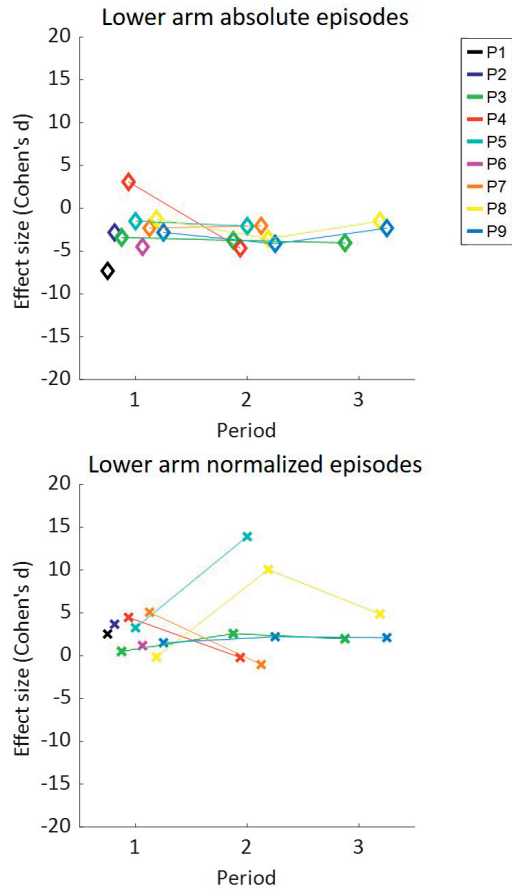 Lower arm absolute episodes
20
15
10
5
0
-5
-10
-15
-20
Effect size (Cohen's d)
1 2 3
Period
P1
P2
P3
P4
P5
P6
P7
P8
P9
Lower arm normalized episodes
20
15
10
5
0
-5
-10
-15
-20
Effect size (Cohen's d)
1 2 3
Period